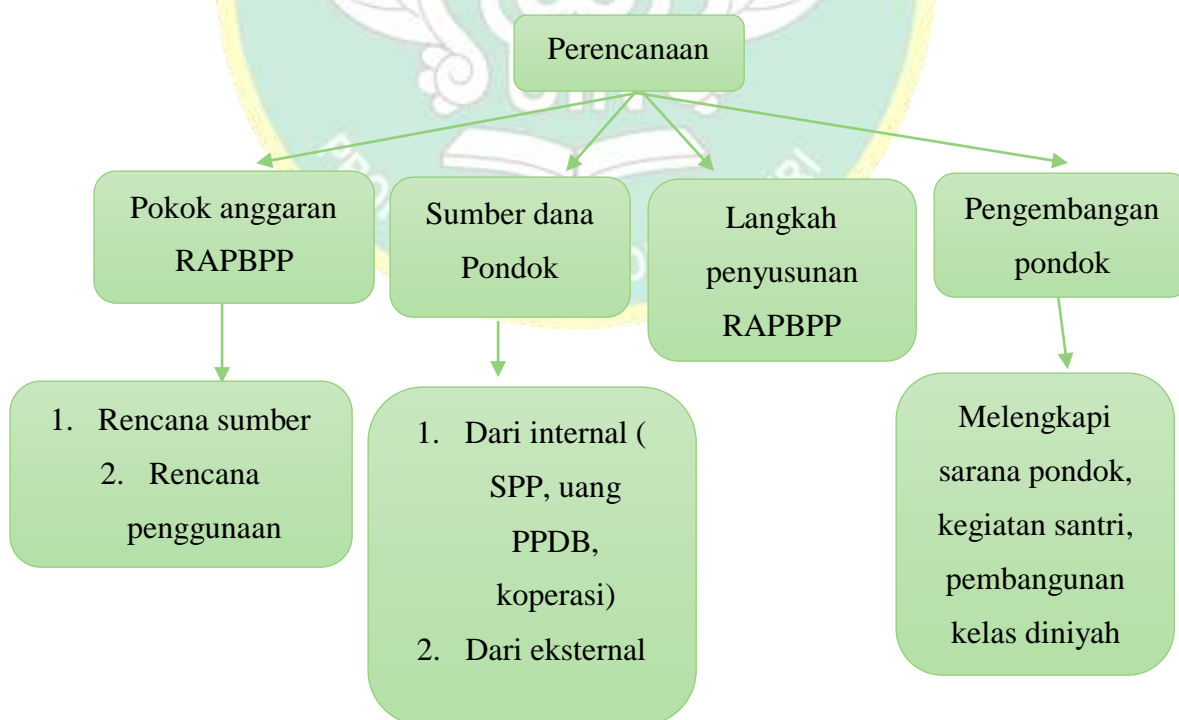 Perencanaan
Pokok anggaran
RAPBPP
Sumber dana
Pondok
Langkah
penyusunan
RAPBPP
Pengembangan
pondok
1. Rencana sumber
2. Rencana
penggunaan
1. Dari internal (
SPP, uang
PPDB,
koperasi)
2. Dari eksternal
Melengkapi
sarana pondok,
kegiatan santri,
pembangunan
kelas diniyah